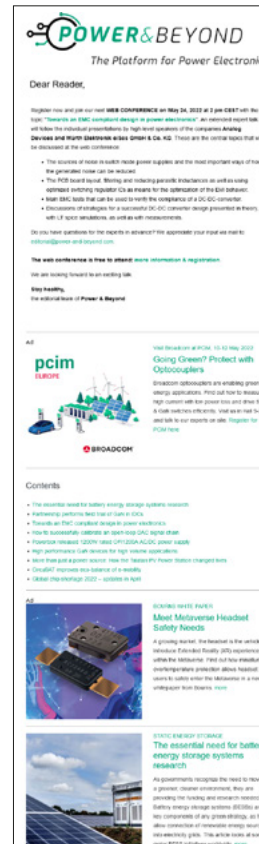 POWER&BEYOND
The Platform for Power Electronic
Dear Reader,
Register now and join our next WEB CONFERENCE on May 24, 2022 at 2 pm CEST with the
topic "Towards an EMC compliant design in power electronics". An extended expert talk
will follow the individual presentations by high level speakers of the companies Analog
Devices and Würth Elektronik eiSos GmbH & Co. KG. These are the central topics that w
be discussed at the web conference:
• The sources of noise in switch mode power supplies and the most important ways of how
the generated noise can be reduced.
• The PCB board layout, filtering and reducing parasitic inductances as well as using
optimized switching regulator ICs as means for the optimization of the EMI behavior.
• Main EMC tests that can be used to verify the compliance of a DC-DC-converter.
• Discussions of strategies for a successful DC-DC converter design presented in theory,
with LT spice simulations, as well as with measurements.
Do you have questions for the experts in advance? We appreciate your input via mail to
editorial@power-and-beyond.com
The web conference is free to attend! more information & registration
We are looking forward to an exciting talk.
Stay healthy,
the editorial team of Power & Beyond
Ad
pcim
EUROPE
BROADCOM
Visit Broadcom at PCIM, 10-12 May 2022
Going Green? Protect with
Optocouplers
Broadcom optocouplers are enabling green
energy applications. Find out how to measu
high current with low power loss and drive S
& GaN switches efficiently. Visit us in Hall
and talk to our experts on site. Register for
PCIM here
Contents
• The essential need for battery energy storage systems research
• Partnership performs field trial of GaN in EVs
• Towards an EMC compliant design in power electronics
• How to successfully calibrate an open-loop DAC signal chain
• Powerbox released 1200W rated OFI1200A AC/DC power supply
• High performance GaN devices for high volume applications
• More than just a power source: How the Taiwan PV Power Station changed lives
• CircuBAT improves eco-balance of e-mobility
• Global chip shortage 2022 – updates in April
Ad
BOURNS WHITE PAPER
Meet Metaverse Headset
Safety Needs
A growing market, the headset is the vehicle
introduce Extended Reality (XR) experience
within the Metaverse. Find out how miniature
overtemperature protection allows headset
users to safely enter the Metaverse in a new
whitepaper from Bourns. more
STATIC ENERGY STORAGE
The essential need for batte
energy storage systems
research
As governments recognize the need to move
a greener, cleaner environment, they are
providing the funding and research needed.
Battery energy storage systems (BESSs) a
key components of any green strategy, as t
allow connection of renewable energy sour
into electricity grids. This article looks at so